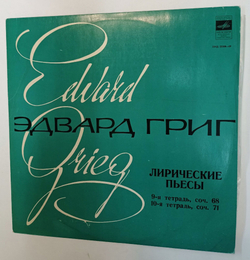 Edvard
ЭДВАРД ГРИГ
Grieg
ЛИРИЧЕСКИЕ
ПЬЕСЫ
9-я тетрадь, соч. 68
10-я тетрадь, соч. 71